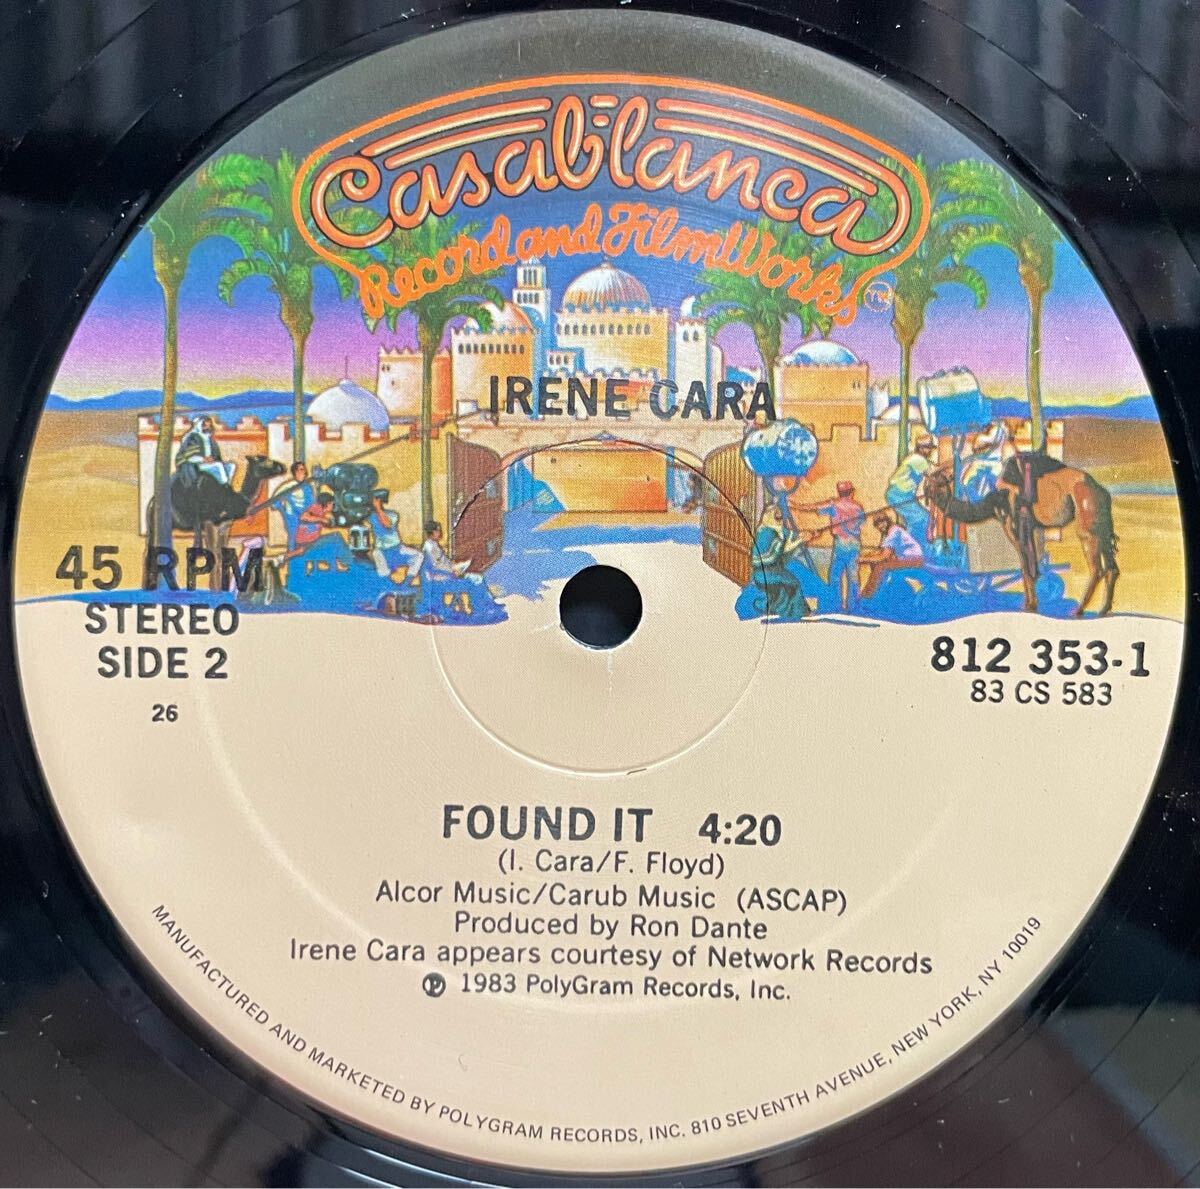 Casablanca
Record and FilmWorks TM
IRENE CARA
45 RPM
STEREO
SIDE 2
26
812 353-1
83 CS 583
FOUND IT 4:20
(I. Cara/F. Floyd)
Alcor Music/Carub Music (ASCAP)
Produced by Ron Dante
Irene Cara appears courtesy of Network Records
℗ 1983 PolyGram Records, Inc.
MANUFACTURED AND MARKETED BY POLYGRAM RECORDS, INC. 810 SEVENTH AVENUE, NEW YORK, NY 10019